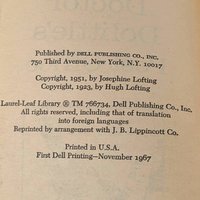 Published by DELL PUBLISHING CO., INC.
750 Third Avenue, New York, N.Y. 10017
Copyright, 1951, by Josephine Lofting
Copyright, 1923, by Hugh Lofting
Laurel-Leaf Library ® TM 766734, Dell Publishing Co., Inc.
All rights reserved, including that of translation
into foreign languages
Reprinted by arrangement with J. B. Lippincott Co.
Printed in U.S.A.
First Dell Printing—November 1967